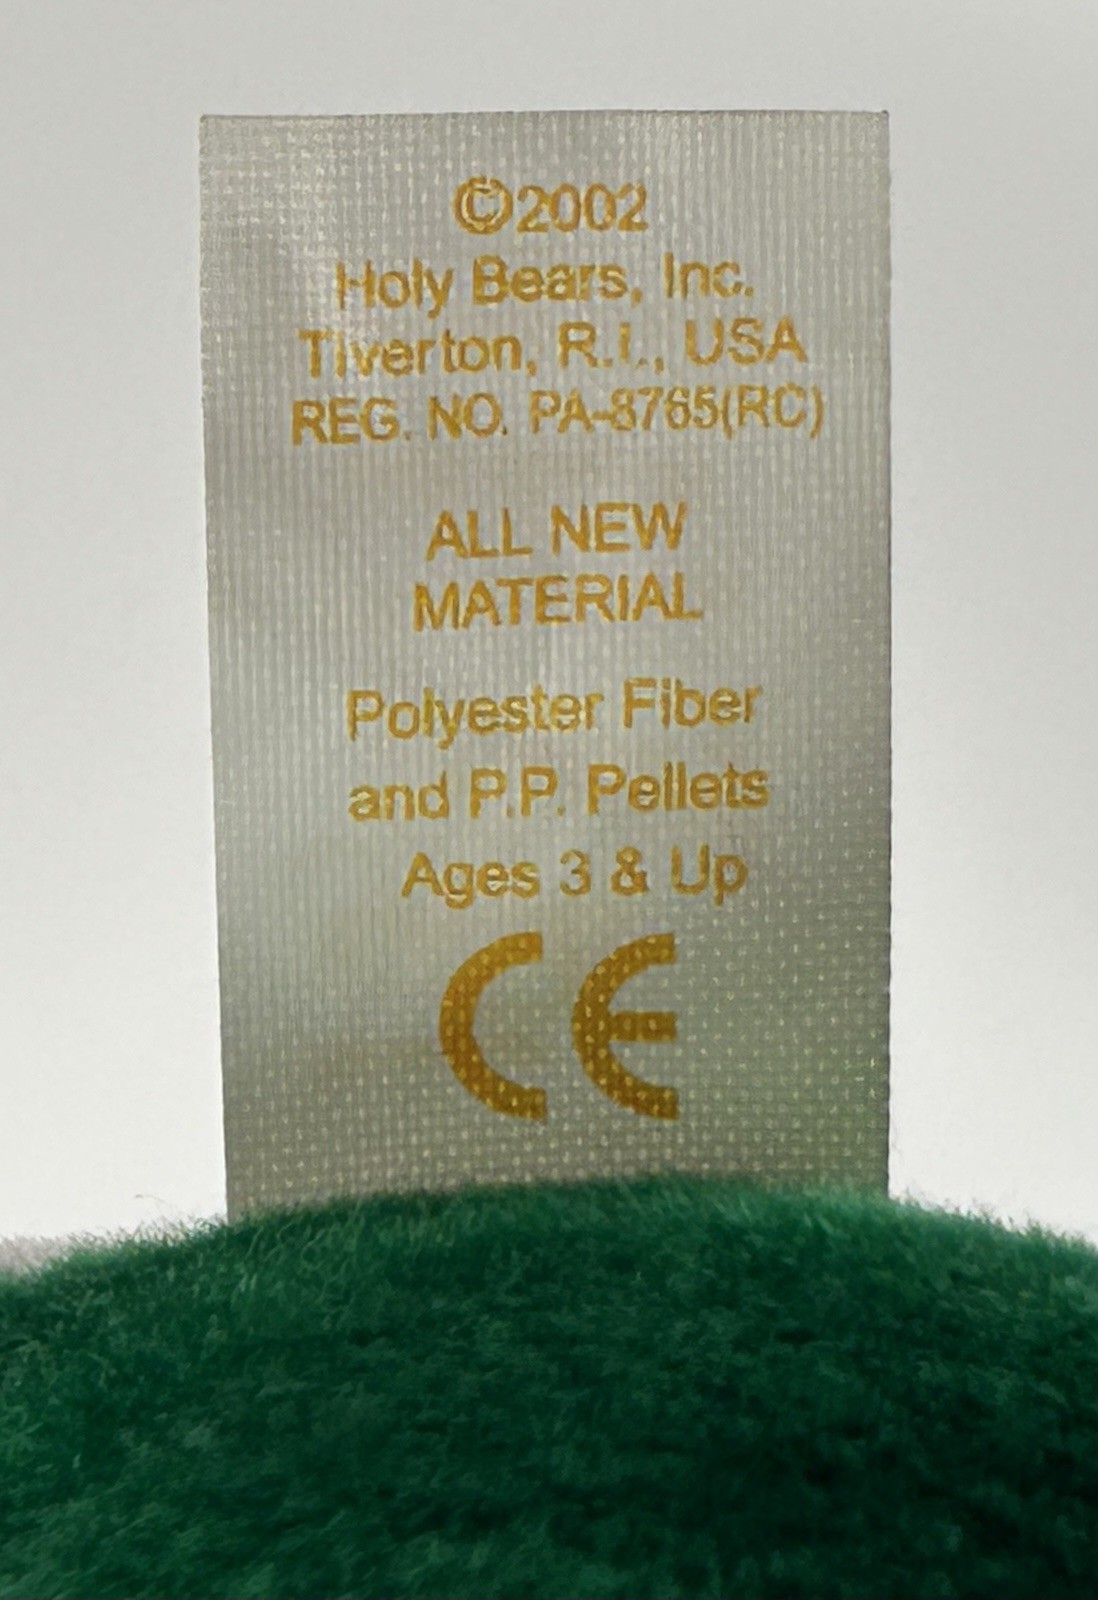 ©2002
Holy Bears, Inc.
Tiverton, R.I., USA
REG. NO. PA-8765(RC)
ALL NEW
MATERIAL
Polyester Fiber
and P.P. Pellets
Ages 3 & Up
CE